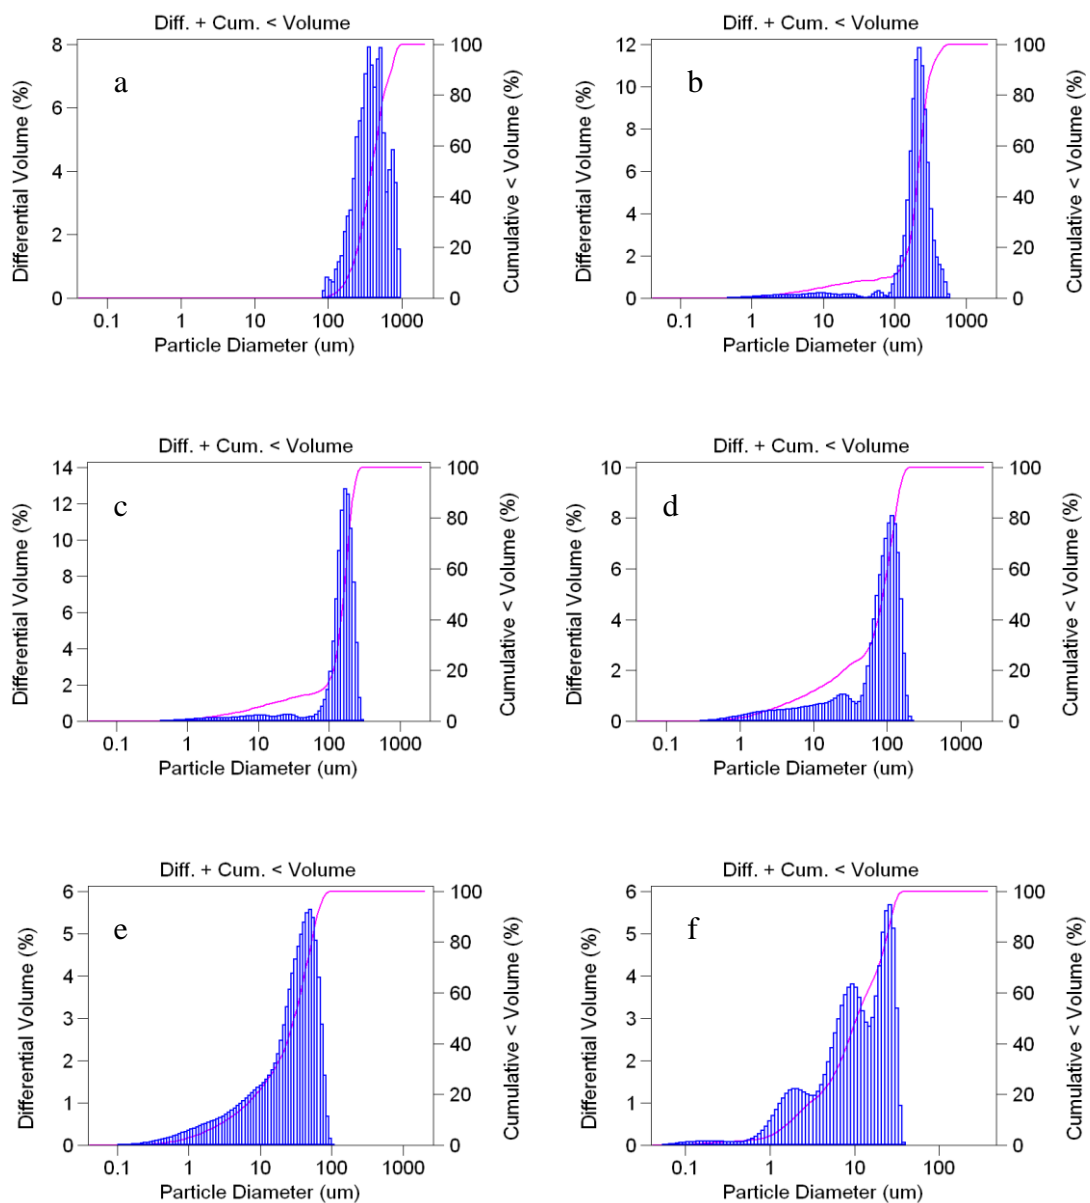 Diff. + Cum. < Volume
a
Differential Volume (%)
8
6
4
2
0
Cumulative < Volume (%)
100
80
60
40
20
0
0.1 1 10 100 1000
Particle Diameter (um)
Diff. + Cum. < Volume
b
Differential Volume (%)
12
10
8
6
4
2
0
Cumulative < Volume (%)
100
80
60
40
20
0
0.1 1 10 100 1000
Particle Diameter (um)
Diff. + Cum. < Volume
c
Differential Volume (%)
14
12
10
8
6
4
2
0
Cumulative < Volume (%)
100
80
60
40
20
0
0.1 1 10 100 1000
Particle Diameter (um)
Diff. + Cum. < Volume
d
Differential Volume (%)
10
8
6
4
2
0
Cumulative < Volume (%)
100
80
60
40
20
0
0.1 1 10 100 1000
Particle Diameter (um)
Diff. + Cum. < Volume
e
Differential Volume (%)
6
5
4
3
2
1
0
Cumulative < Volume (%)
100
80
60
40
20
0
0.1 1 10 100 1000
Particle Diameter (um)
Diff. + Cum. < Volume
f
Differential Volume (%)
6
5
4
3
2
1
0
Cumulative < Volume (%)
100
80
60
40
20
0
0.1 1 10 100
Particle Diameter (um)